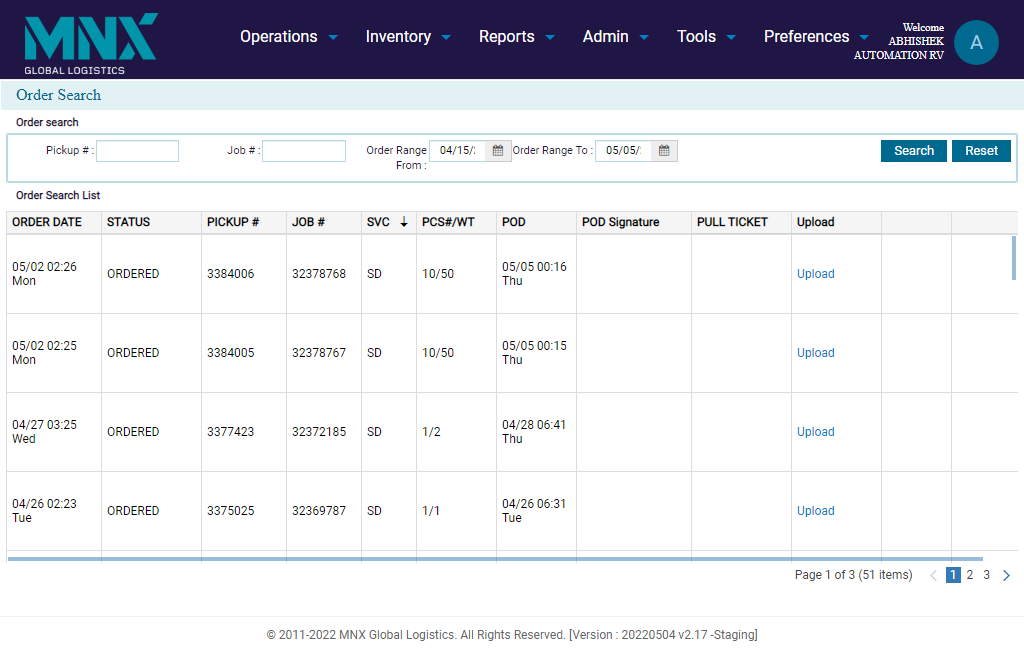 MNX
GLOBAL LOGISTICS
Operations Inventory Reports Admin Tools Preferences
Welcome
ABHISHEK
AUTOMATION RV
A
Order Search
Order search
Pickup # : Job # : Order Range From : 04/15/2 Order Range To : 05/05/2 Search Reset
Order Search List
ORDER DATE STATUS PICKUP # JOB # SVC PCS#/WT POD POD Signature PULL TICKET Upload
05/02 02:26 Mon ORDERED 3384006 32378768 SD 10/50 05/05 00:16 Thu Upload
05/02 02:25 Mon ORDERED 3384005 32378767 SD 10/50 05/05 00:15 Thu Upload
04/27 03:25 Wed ORDERED 3377423 32372185 SD 1/2 04/28 06:41 Thu Upload
04/26 02:23 Tue ORDERED 3375025 32369787 SD 1/1 04/26 06:31 Tue Upload
Page 1 of 3 (51 items) 1 2 3
© 2011-2022 MNX Global Logistics. All Rights Reserved. [Version : 20220504 v2.17 -Staging]